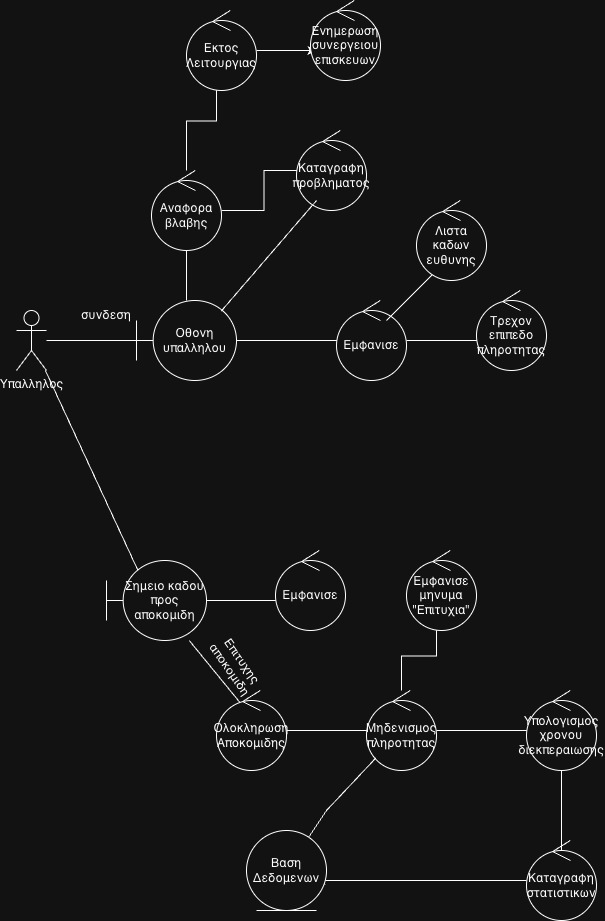 Ενημερωση
συνεργειου
επισκευων
Εκτος
Λειτουργιας
Καταγραφη
προβληματος
Αναφορα
βλαβης
Λιστα
καδων
ευθυνης
συνδεση
Οθονη
υπαλληλου
Εμφανισε
Τρεχον
επιπεδο
πληροτητας
Υπαλληλος
Σημειο καδου
προς
αποκομιδη
Εμφανισε
Εμφανισε
μηνυμα
"Επιτυχια"
Επιτυχης
αποκομιδη
Ολοκληρωση
Αποκομιδης
Μηδενισμος
πληροτητας
Υπολογισμος
χρονου
διεκπεραιωσης
Βαση
Δεδομενων
Καταγραφη
στατιστικων